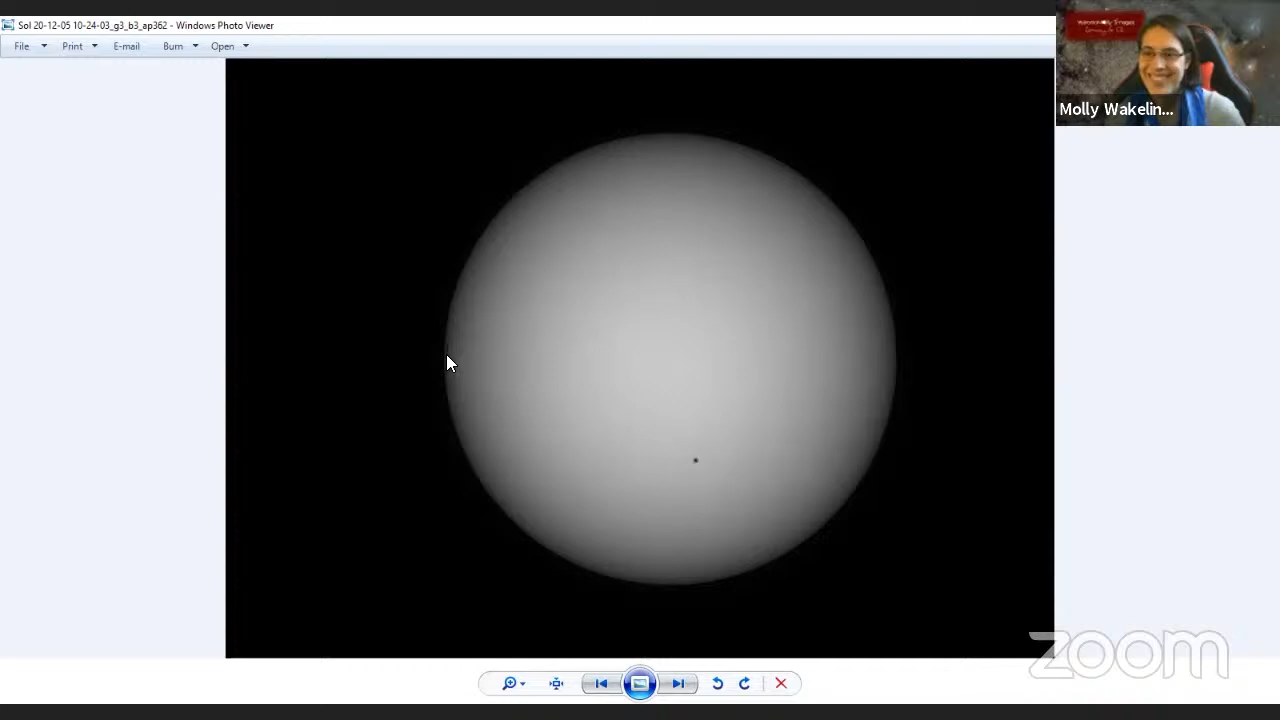 Sol 20-12-05 10-24-03_g3_b3_ap362 - Windows Photo Viewer
File Print E-mail Burn Open
Molly Wakelin...
zoom